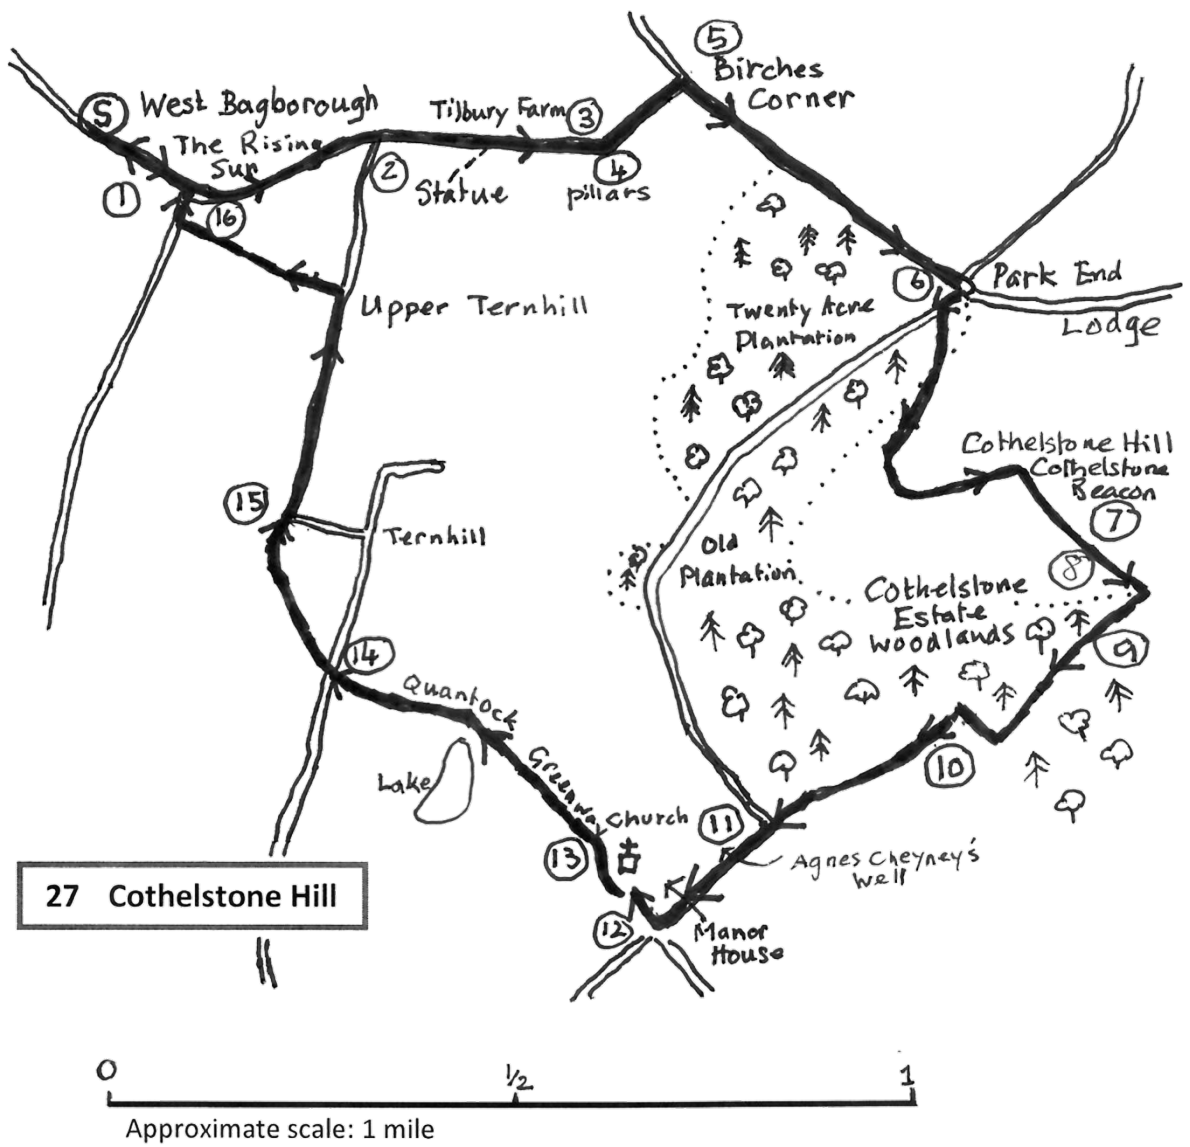 5
Birches
Corner
S
West Bagborough
Tilbury Farm
3
The Rising
Sun
1
16
2
Statue
4
pillars
6
Park End
Lodge
Twenty Acre
Plantation
Upper Ternhill
Cothelstone Hill
Cothelstone
Beacon
7
15
Ternhill
Old
Plantation
8
Cothelstone
Estate
Woodlands
9
14
Quantock
Greenway
10
Lake
Church
11
13
Agnes Cheyney's
Well
27 Cothelstone Hill
12
Manor
House
0
1/2
1
Approximate scale: 1 mile